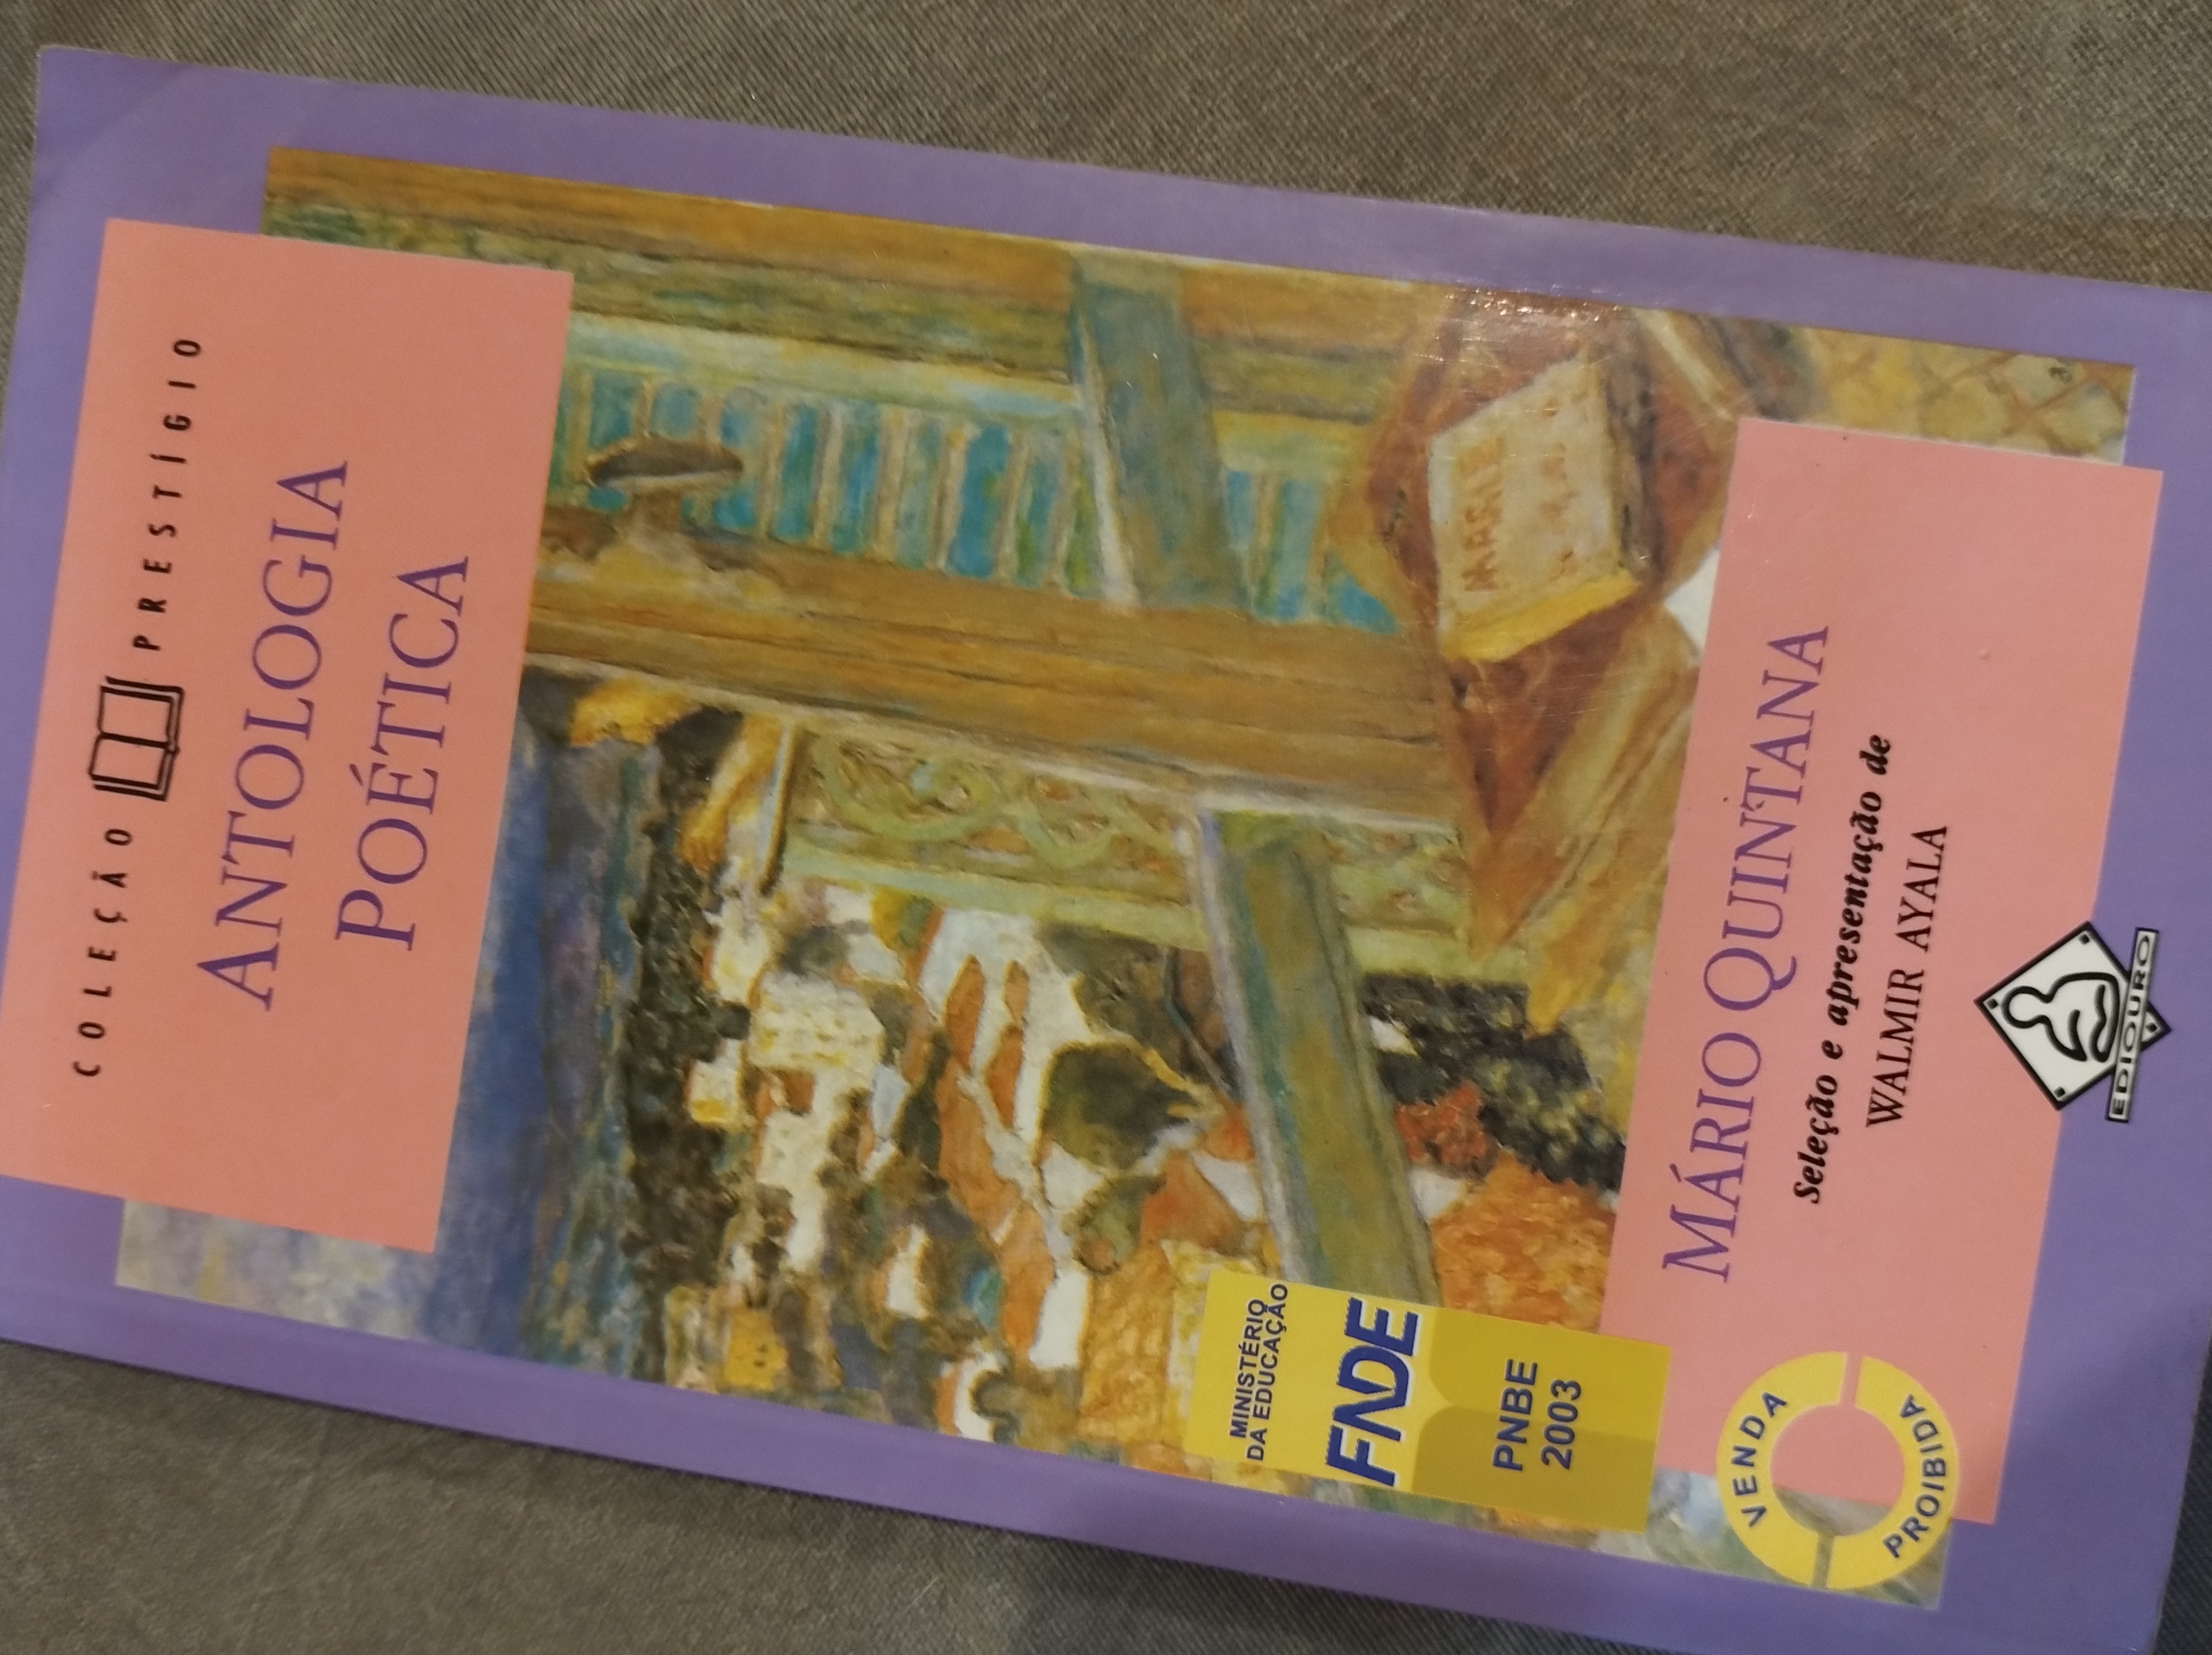 COLEÇÃO PRESTÍGIO
ANTOLOGIA
POÉTICA
MINISTÉRIO
DA EDUCAÇÃO
FNDE
PNBE
2003
MARIE
MÁRIO QUINTANA
Seleção e apresentação de
WALMIR AYALA
VENDA
PROIBIDA
EDIOURO